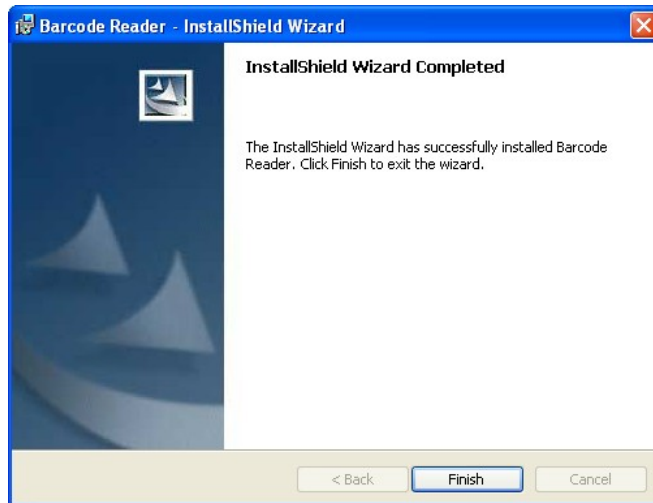 Barcode Reader - InstallShield Wizard
InstallShield Wizard Completed
The InstallShield Wizard has successfully installed Barcode
Reader. Click Finish to exit the wizard.
< Back
Finish
Cancel